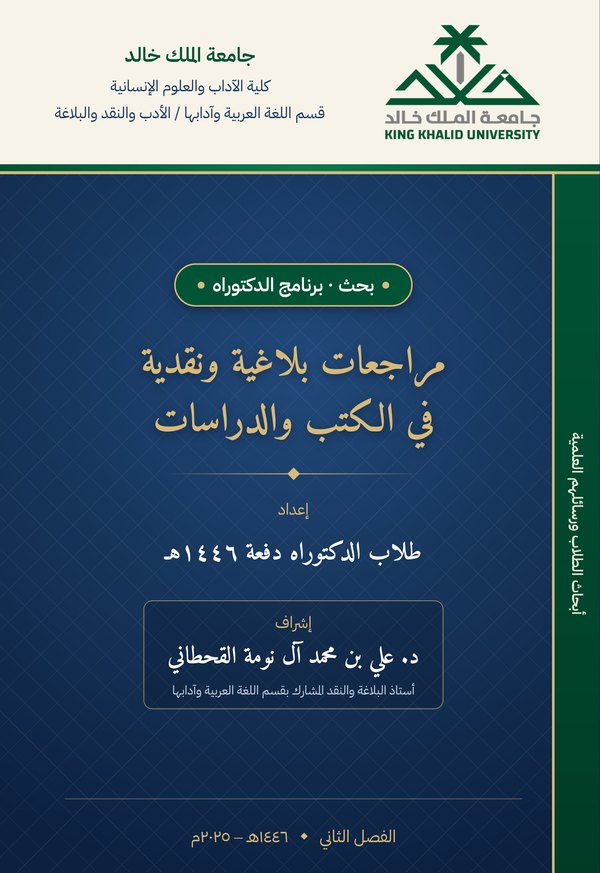 جامعة الملك خالد
كلية الآداب والعلوم الإنسانية
قسم اللغة العربية وآدابها / الأدب والنقد والبلاغة
جامعة الملك خالد
KING KHALID UNIVERSITY
بحث · برنامج الدكتوراه
مراجعات بلاغية ونقدية
في الكتب والدراسات
إعداد
طلاب الدكتوراه دفعة ١٤٤٦هـ
إشراف
د. علي بن محمد آل نومة القحطاني
أستاذ البلاغة والنقد المشارك بقسم اللغة العربية وآدابها
أبحاث الطلاب ورسائلهم العلمية
الفصل الثاني ◆ ١٤٤٦هـ – ٢٠٢٥م